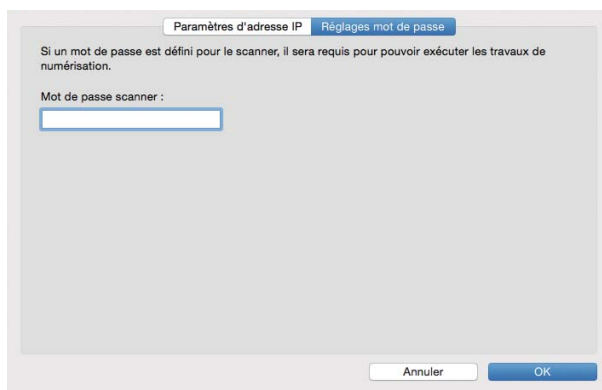 Paramètres d'adresse IP Réglages mot de passe
Si un mot de passe est défini pour le scanner, il sera requis pour pouvoir exécuter les travaux de
numérisation.
Mot de passe scanner :
Annuler OK